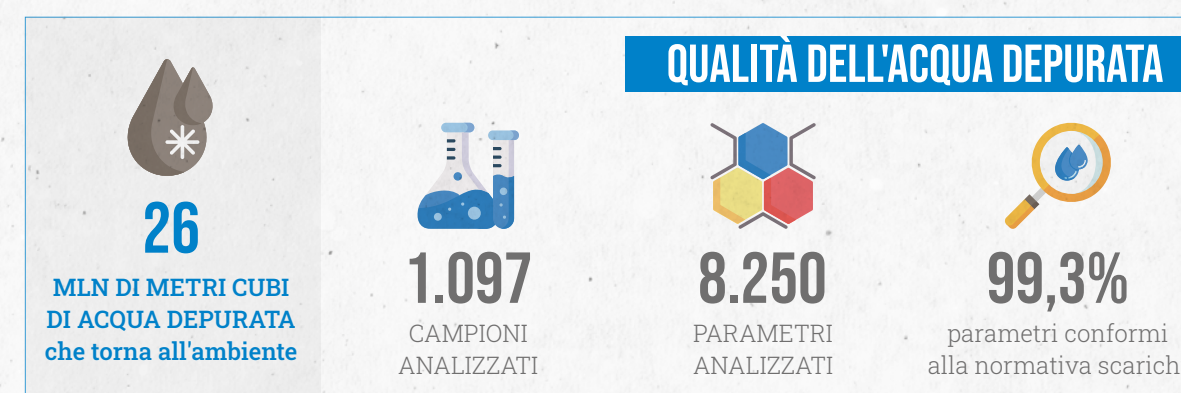 QUALITÀ DELL'ACQUA DEPURATA
26
MLN DI METRI CUBI
DI ACQUA DEPURATA
che torna all'ambiente
1.097
CAMPIONI
ANALIZZATI
8.250
PARAMETRI
ANALIZZATI
99,3%
parametri conformi
alla normativa